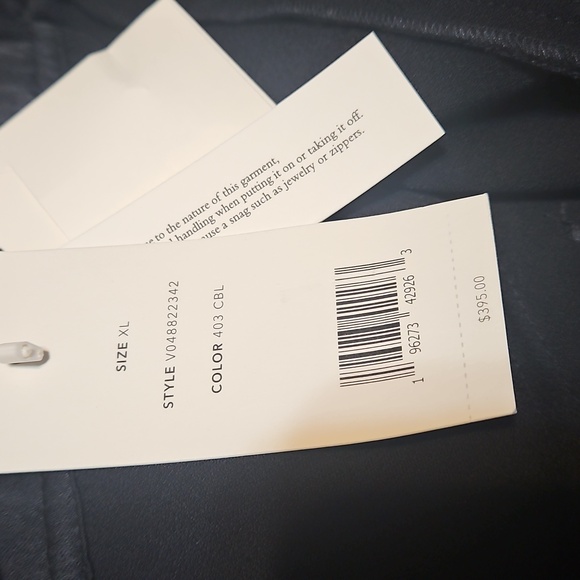 e to the nature of this garment,
handling when putting it on or taking it off.
use a snag such as jewelry or zippers.
SIZE XL
STYLE V048822342
COLOR 403 CBL
1 96273 42926 3
$395.00